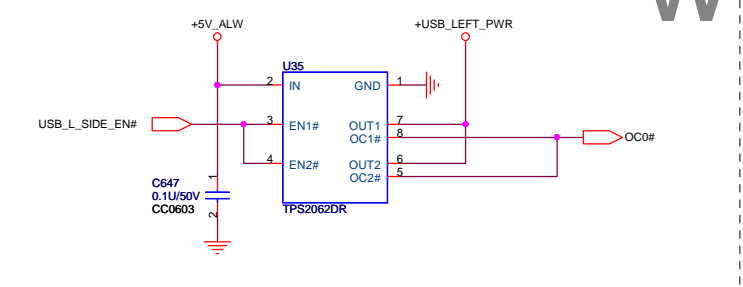 +5V_ALW
+USB_LEFT_PWR
U35
2
IN
GND
1
USB_L_SIDE_EN#
3
EN1#
OUT1
7
OC1#
8
OC0#
4
EN2#
OUT2
6
OC2#
5
C647
0.1U/50V
CC0603
1
2
TPS2062DR